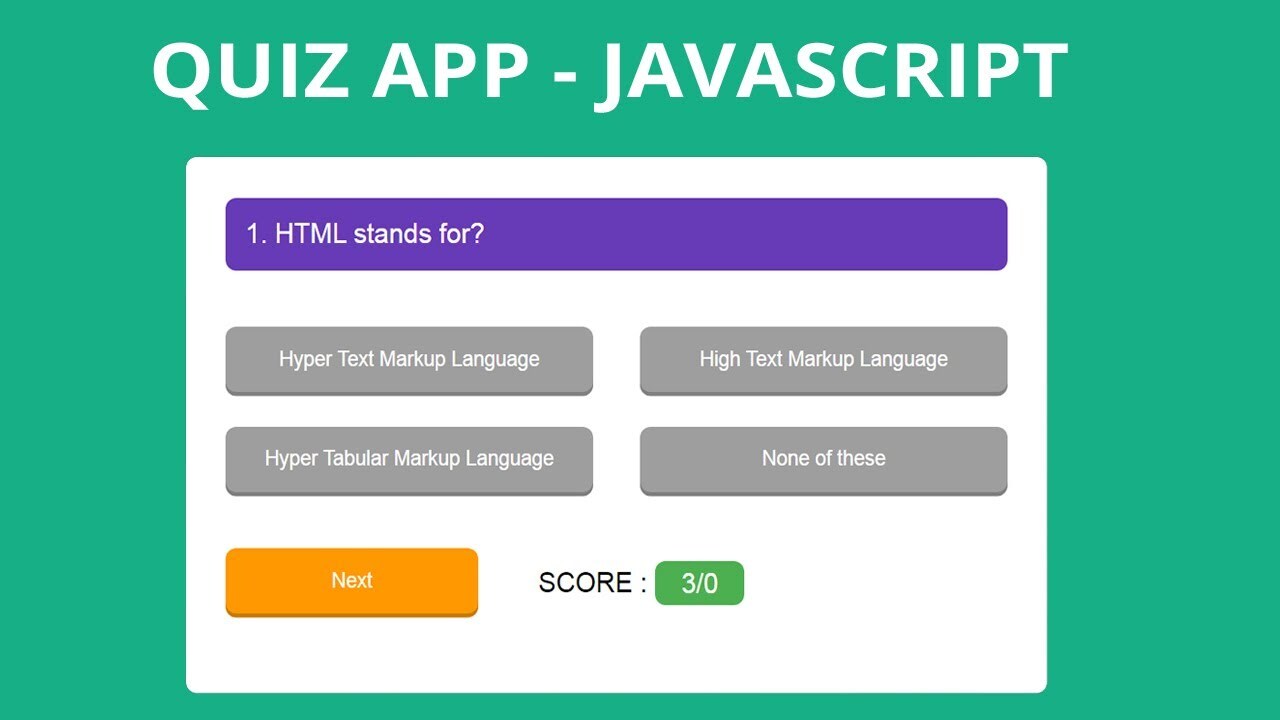 QUIZ APP - JAVASCRIPT
1. HTML stands for?
Hyper Text Markup Language
High Text Markup Language
Hyper Tabular Markup Language
None of these
Next
SCORE : 3/0